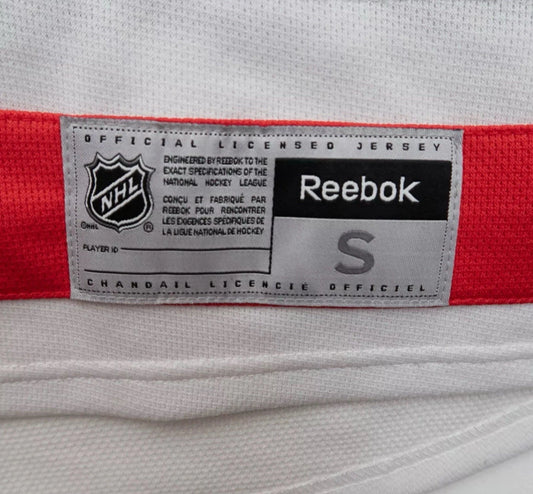 OFFICIAL LICENSED JERSEY
NHL
©NHL ®
ENGINEERED BY REEBOK TO THE
EXACT SPECIFICATIONS OF THE
NATIONAL HOCKEY LEAGUE
CONÇU ET FABRIQUÉ PAR
REEBOK POUR RENCONTRER
LES EXIGENCES SPÉCIFIQUES DE
LA LIGUE NATIONAL DE HOCKEY
PLAYER ID
Reebok
S
CHANDAIL LICENCIÉ OFFICIEL